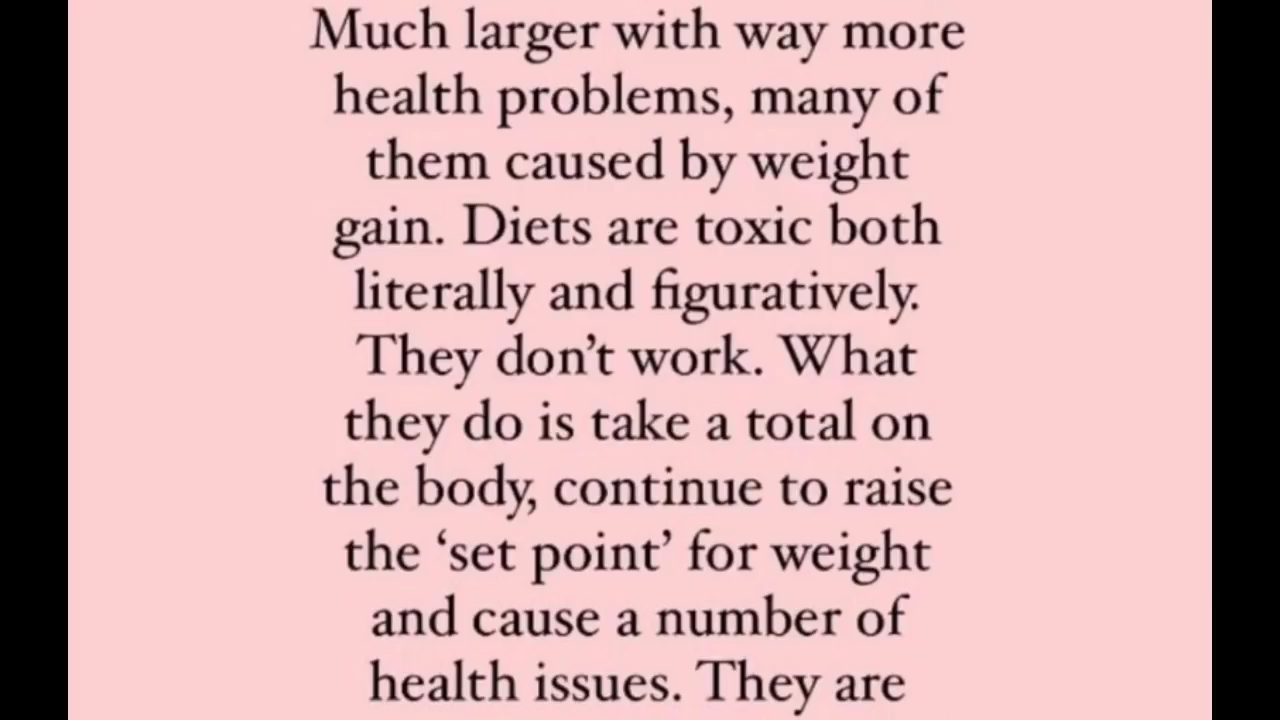 Much larger with way more
health problems, many of
them caused by weight
gain. Diets are toxic both
literally and figuratively.
They don’t work. What
they do is take a total on
the body, continue to raise
the ‘set point’ for weight
and cause a number of
health issues. They are